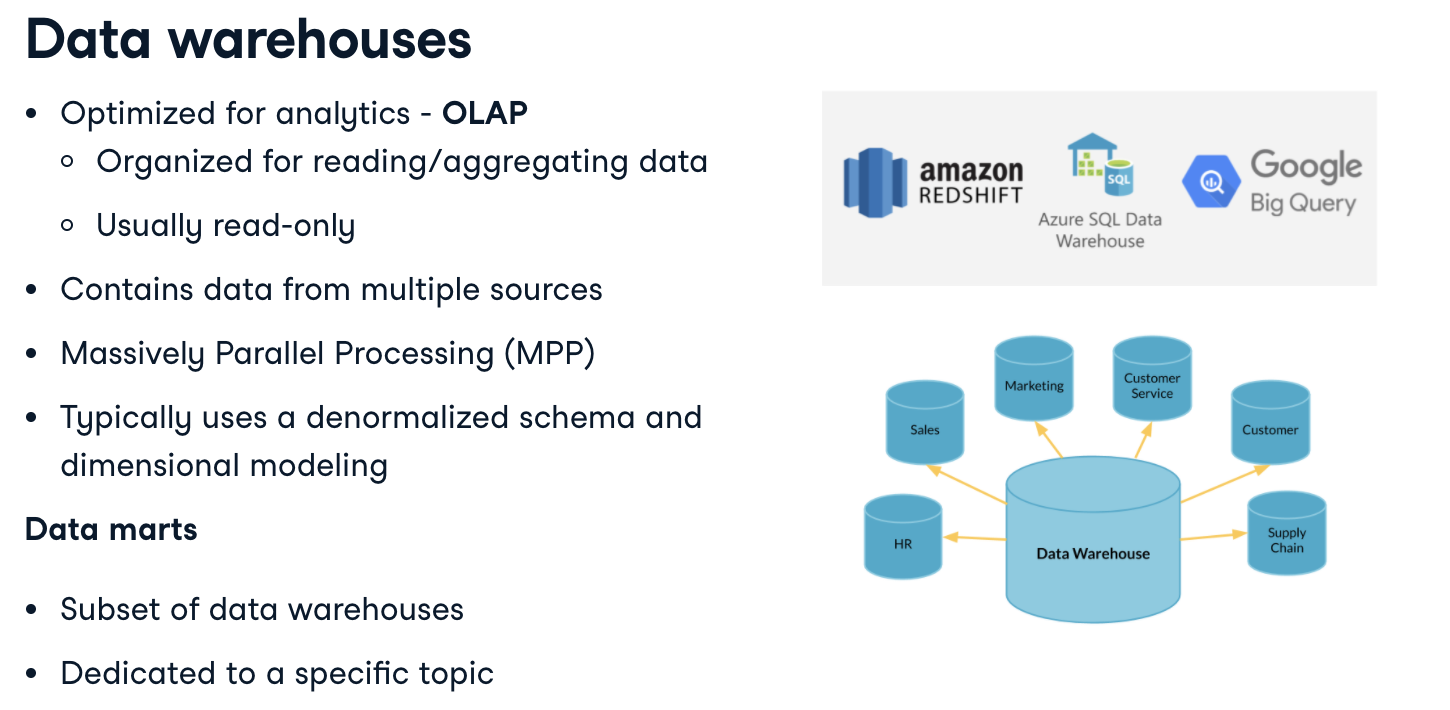 Data warehouses
• Optimized for analytics - OLAP
○ Organized for reading/aggregating data
○ Usually read-only
• Contains data from multiple sources
• Massively Parallel Processing (MPP)
• Typically uses a denormalized schema and
dimensional modeling
Data marts
• Subset of data warehouses
• Dedicated to a specific topic
amazon
REDSHIFT
SQL
Azure SQL Data
Warehouse
Google
Big Query
Marketing
Customer
Service
Sales
Customer
HR
Supply
Chain
Data Warehouse